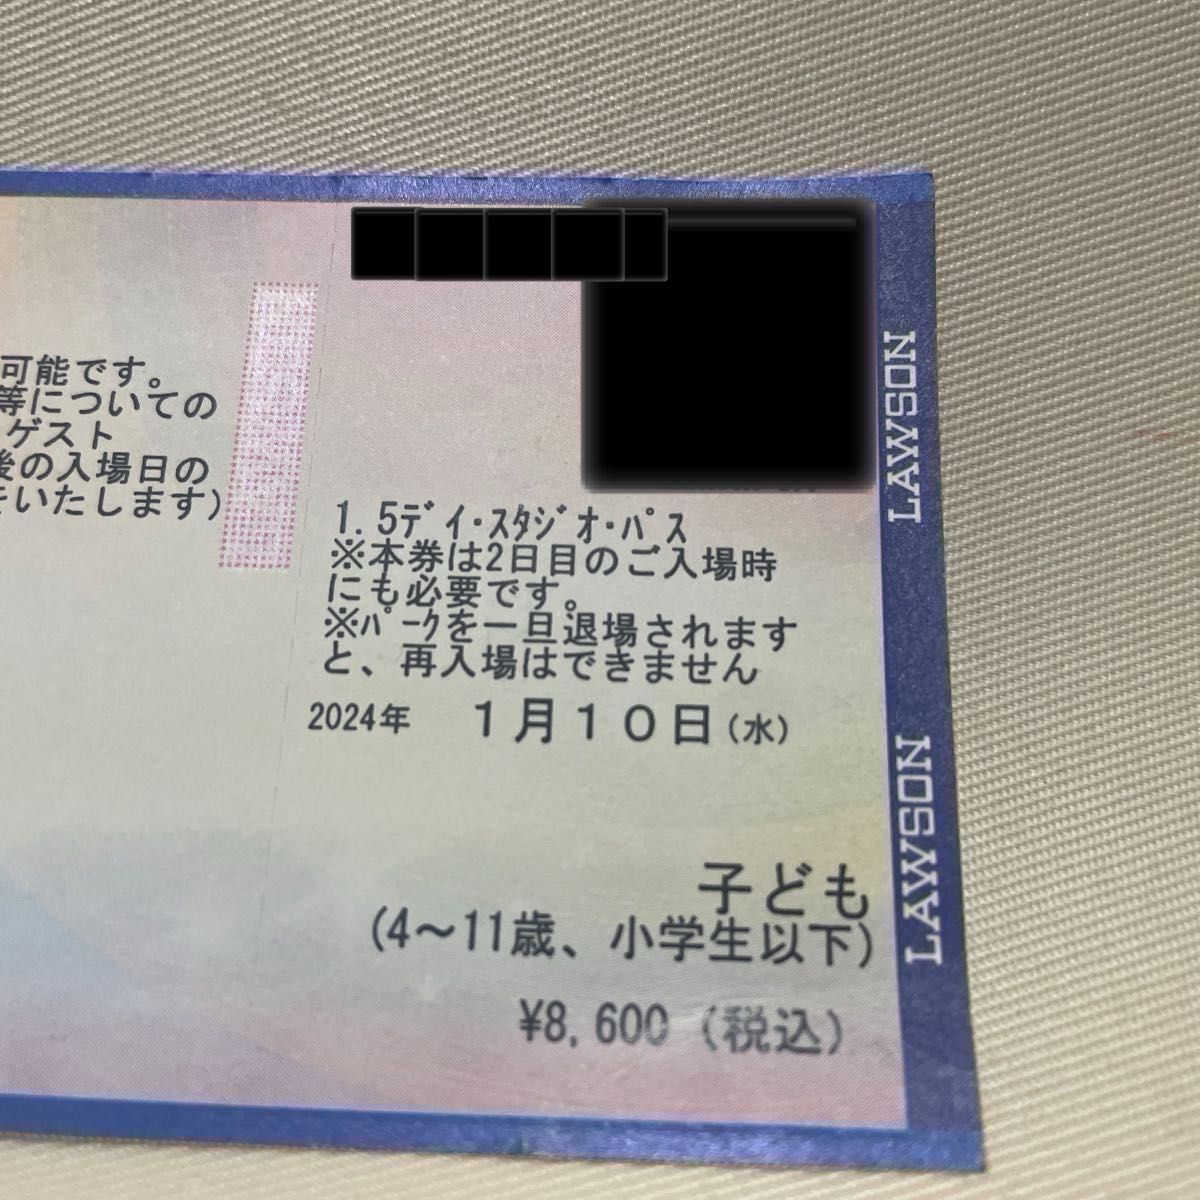 可能です。
等についての
ゲスト
後の入場日の
をいたします)
1.5ﾃﾞｲ･ｽﾀｼﾞｵ･ﾊﾟｽ
※本券は2日目のご入場時
にも必要です。
※ﾊﾟｰｸを一旦退場されます
と、再入場はできません
2024年 1月10日(水)
子ども
(4～11歳、小学生以下)
¥8,600 (税込)
LAWSON
LAWSON